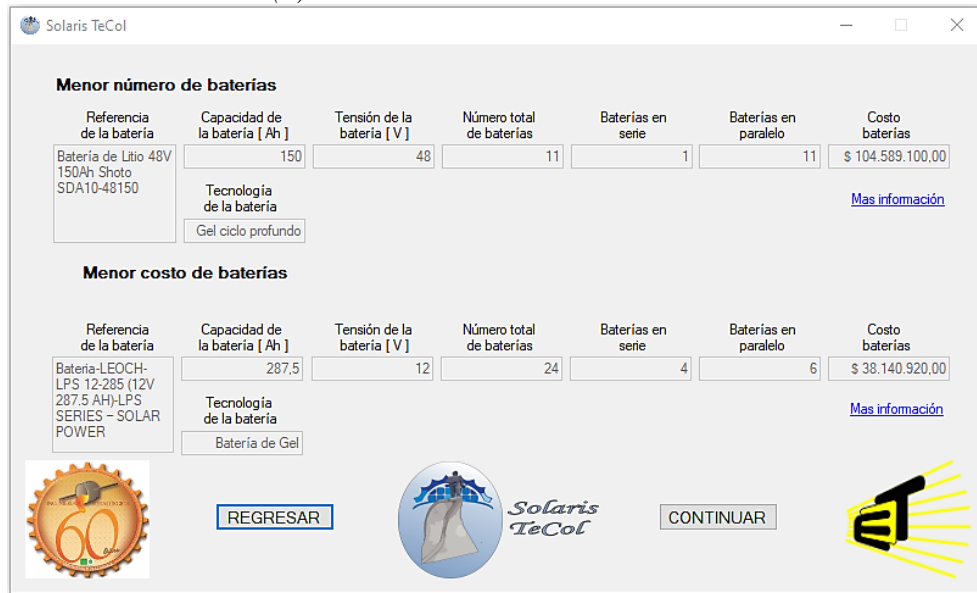 Solaris TeCol
Menor número de baterías
Referencia de la batería
Capacidad de la batería [ Ah ]
Tensión de la batería [ V ]
Número total de baterías
Baterías en serie
Baterías en paralelo
Costo baterías
Batería de Litio 48V
150Ah Shoto
SDA10-48150
150
48
11
1
11
$ 104.589.100,00
Tecnología
de la batería
Gel ciclo profundo
Mas información
Menor costo de baterías
Referencia de la batería
Capacidad de la batería [ Ah ]
Tensión de la batería [ V ]
Número total de baterías
Baterías en serie
Baterías en paralelo
Costo baterías
Bateria-LEOCH-
LPS 12-285 (12V
287.5 AH)-LPS
SERIES – SOLAR
POWER
287,5
12
24
4
6
$ 38.140.920,00
Tecnología
de la batería
Batería de Gel
Mas información
60
REGRESAR
Solaris
TeCol
CONTINUAR